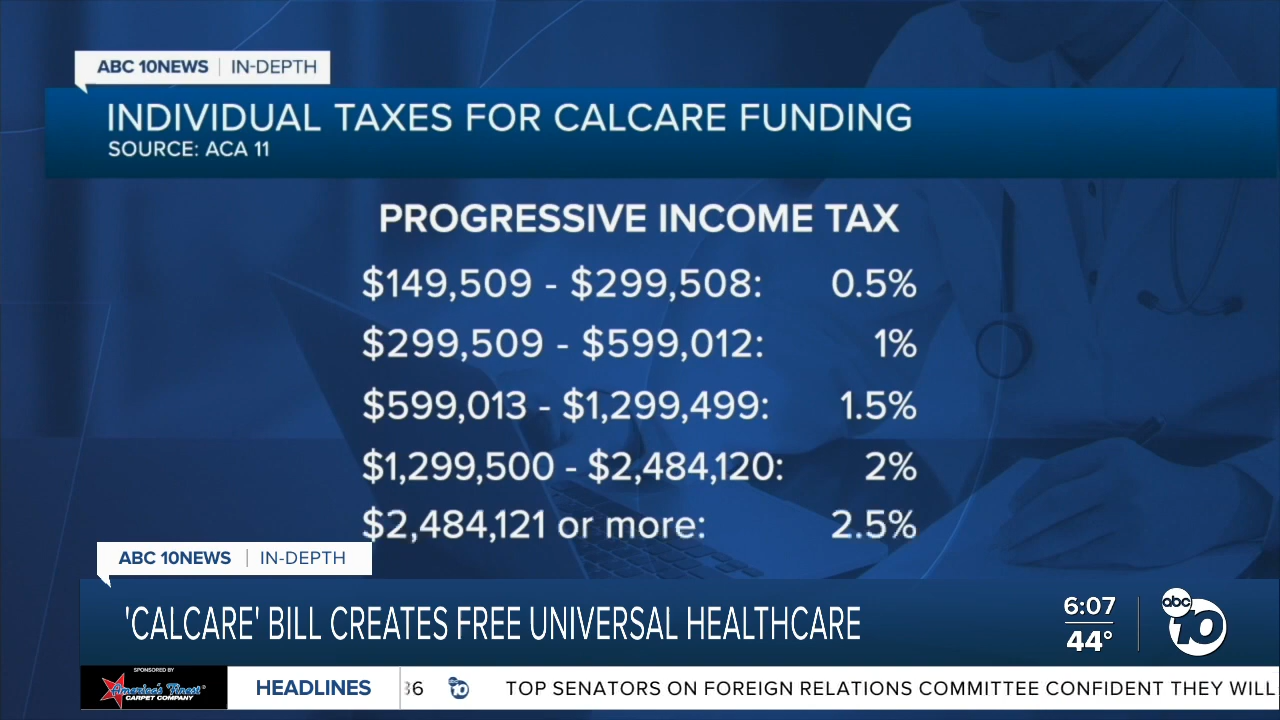 ABC 10NEWS | IN-DEPTH
INDIVIDUAL TAXES FOR CALCARE FUNDING
SOURCE: ACA 11
PROGRESSIVE INCOME TAX
$149,509 - $299,508: 0.5%
$299,509 - $599,012: 1%
$599,013 - $1,299,499: 1.5%
$1,299,500 - $2,484,120: 2%
$2,484,121 or more: 2.5%
ABC 10NEWS | IN-DEPTH
'CALCARE' BILL CREATES FREE UNIVERSAL HEALTHCARE
6:07
44°
abc
10
SPONSORED BY
America's Finest
CARPET COMPANY
HEADLINES
36 10 TOP SENATORS ON FOREIGN RELATIONS COMMITTEE CONFIDENT THEY WILL